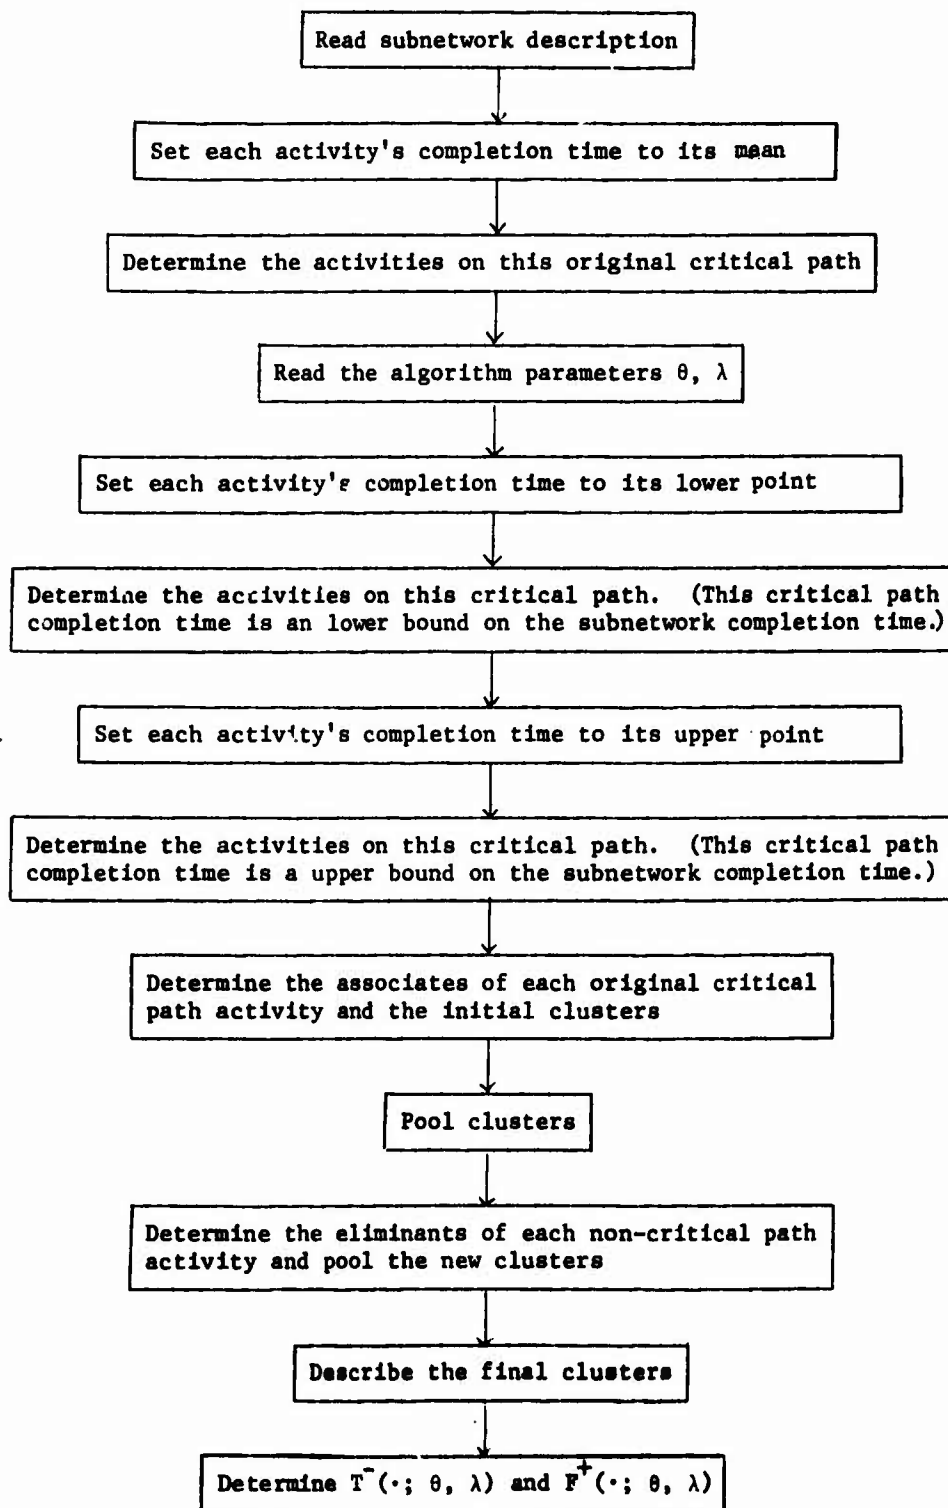 Read subnetwork description
Set each activity's completion time to its mean
Determine the activities on this original critical path
Read the algorithm parameters θ, λ
Set each activity's completion time to its lower point
Determine the activities on this critical path. (This critical path
completion time is an lower bound on the subnetwork completion time.)
Set each activity's completion time to its upper point
Determine the activities on this critical path. (This critical path
completion time is a upper bound on the subnetwork completion time.)
Determine the associates of each original critical
path activity and the initial clusters
Pool clusters
Determine the eliminants of each non-critical path
activity and pool the new clusters
Describe the final clusters
Determine T⁻(·; θ, λ) and F⁺(·; θ, λ)